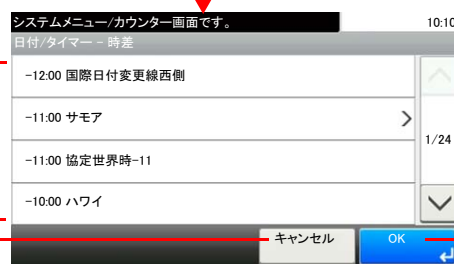 システムメニュー/カウンター画面です。
10:10
日付/タイマー - 時差
-12:00 国際日付変更線西側
-11:00 サモア
-11:00 協定世界時-11
-10:00 ハワイ
1/24
キャンセル
OK